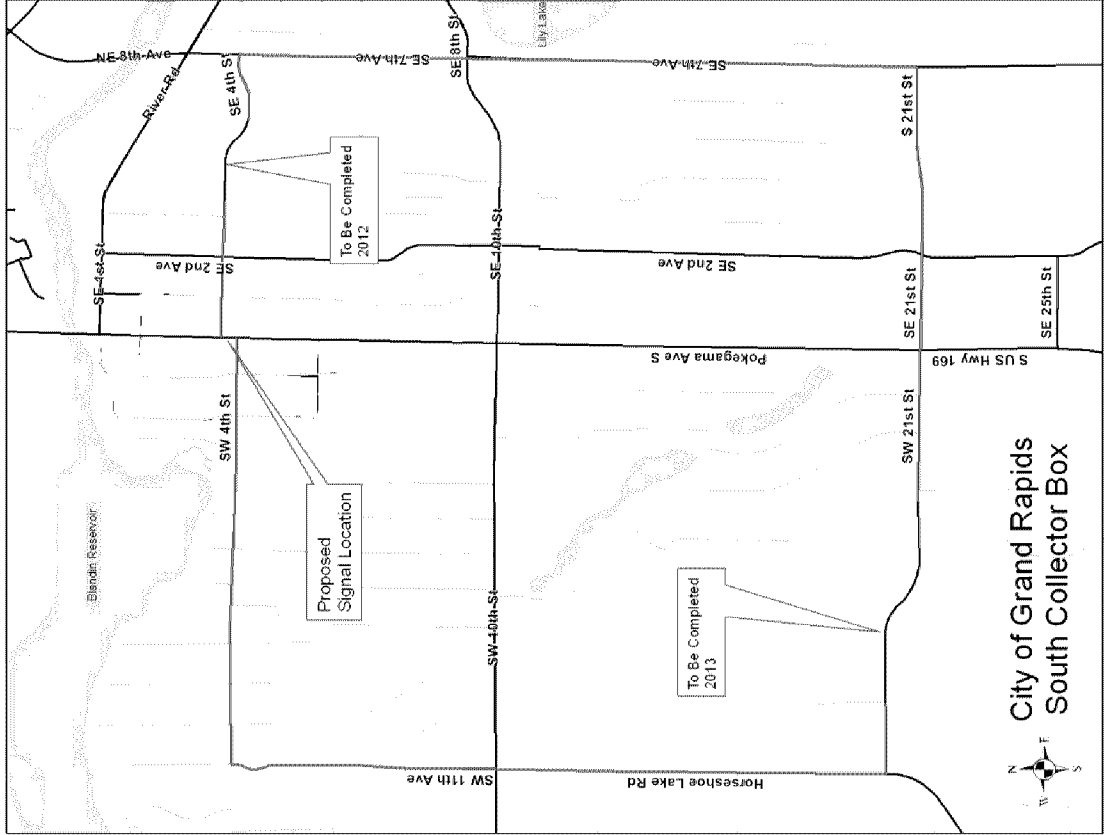 NE 8th Ave
River Rd
SE 4th St
SE 7th Ave
SE 8th St
Lily Lake
SE 7th Ave
S 21st St
To Be Completed
2012
SE 1st St
SE 2nd Ave
SE 10th St
SE 2nd Ave
SE 21st St
SE 25th St
Pokegama Ave S
S US Hwy 169
SW 4th St
SW 21st St
Blandin Reservoir
Proposed
Signal Location
SW 10th St
To Be Completed
2013
SW 11th Ave
Horseshoe Lake Rd
City of Grand Rapids
South Collector Box
N
W
E
S